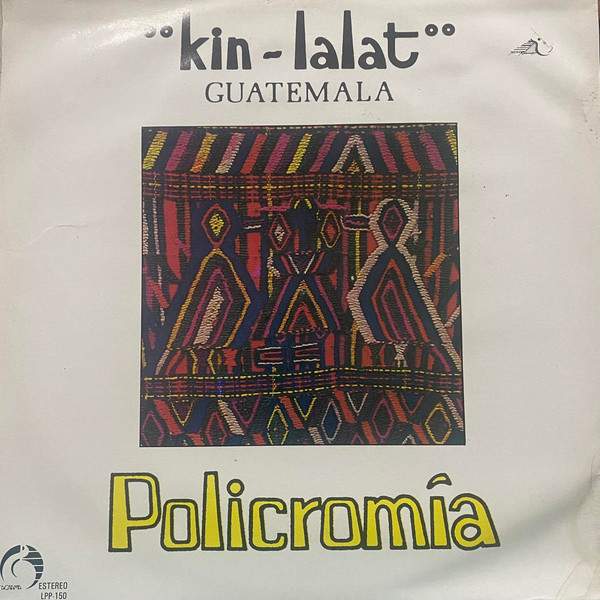 °°kin-lalat°°
GUATEMALA
Policromía
ESTEREO
LPP-150